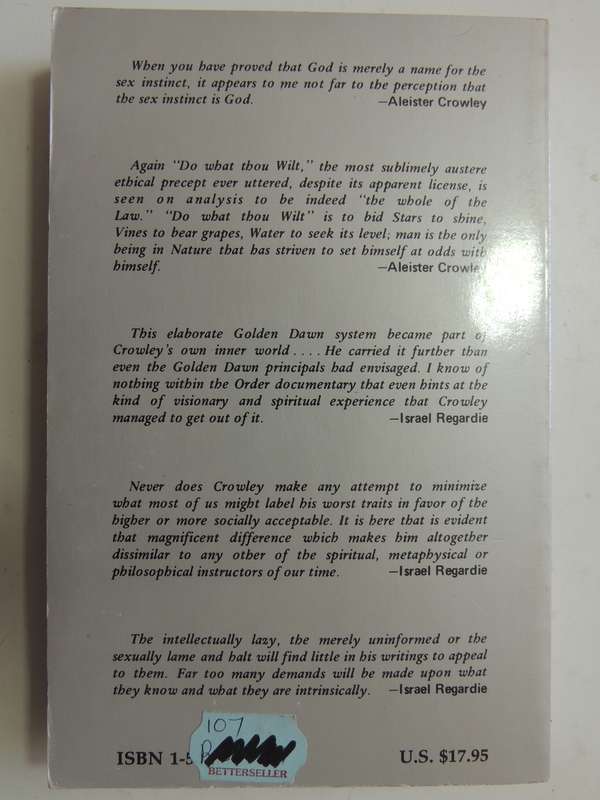 When you have proved that God is merely a name for the
sex instinct, it appears to me not far to the perception that
the sex instinct is God. —Aleister Crowley
Again "Do what thou Wilt," the most sublimely austere
ethical precept ever uttered, despite its apparent license, is
seen on analysis to be indeed "the whole of the
Law." "Do what thou Wilt" is to bid Stars to shine,
Vines to bear grapes, Water to seek its level; man is the only
being in Nature that has striven to set himself at odds with
himself. —Aleister Crowle
This elaborate Golden Dawn system became part of
Crowley's own inner world . . . . He carried it further than
even the Golden Dawn principals had envisaged. I know of
nothing within the Order documentary that even hints at the
kind of visionary and spiritual experience that Crowley
managed to get out of it. —Israel Regardie
Never does Crowley make any attempt to minimize
what most of us might label his worst traits in favor of the
higher or more socially acceptable. It is here that is evident
that magnificent difference which makes him altogether
dissimilar to any other of the spiritual, metaphysical or
philosophical instructors of our time. —Israel Regardie
The intellectually lazy, the merely uninformed or the
sexually lame and halt will find little in his writings to appeal
to them. Far too many demands will be made upon what
they know and what they are intrinsically. —Israel Regardie
107
BETTERSELLER
ISBN 1-5
U.S. $17.95